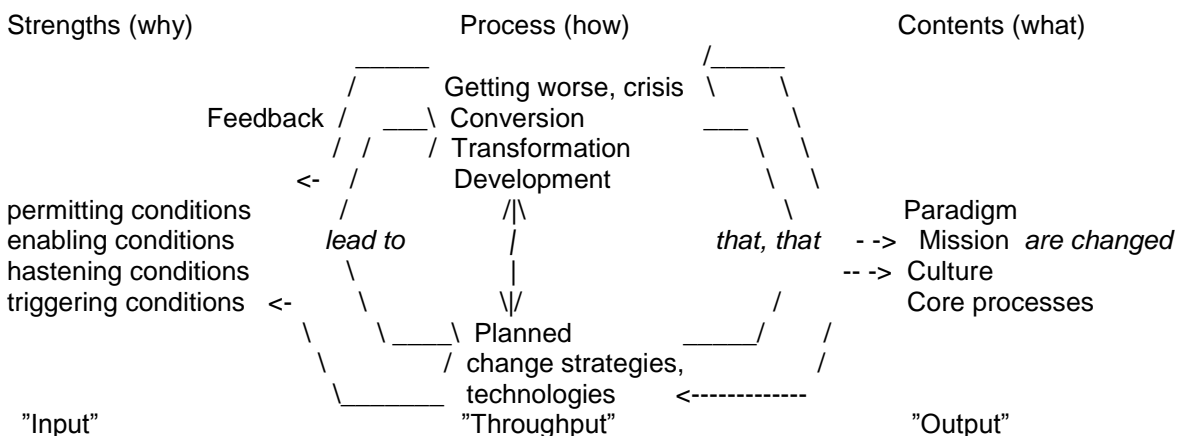 Strengths (why) Process (how) Contents (what)
Getting worse, crisis
Feedback Conversion
Transformation
<- Development
permitting conditions Paradigm
enabling conditions lead to that, that - -> Mission are changed
hastening conditions -- -> Culture
triggering conditions <- Core processes
Planned
change strategies,
technologies <-------------
”Input” ”Throughput” ”Output”